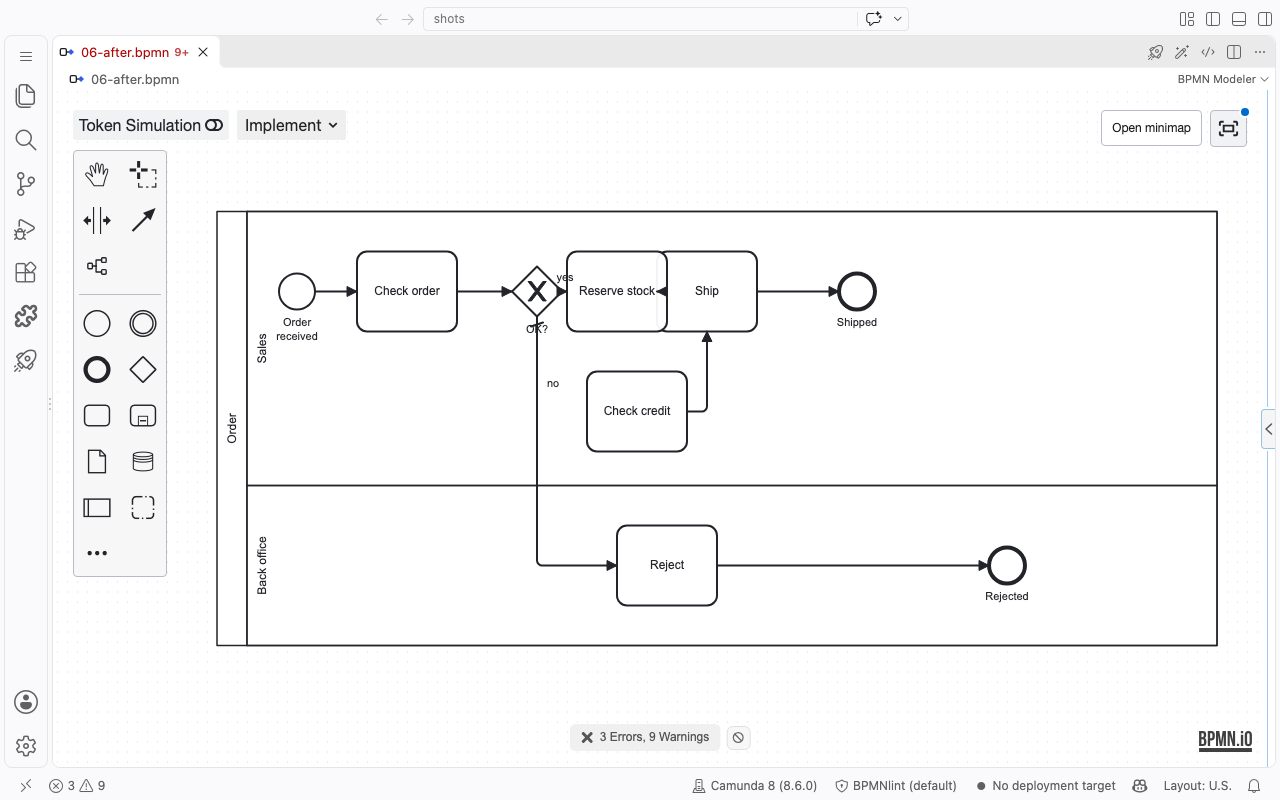 shots
06-after.bpmn 9+
06-after.bpmn
BPMN Modeler
Token Simulation
Implement
Open minimap
Order
Sales
Order
received
Check order
OK?
yes
Reserve stock
Ship
Shipped
no
Check credit
Back office
Reject
Rejected
3 Errors, 9 Warnings
BPMN.iO
3 9
Camunda 8 (8.6.0)
BPMNlint (default)
No deployment target
Layout: U.S.